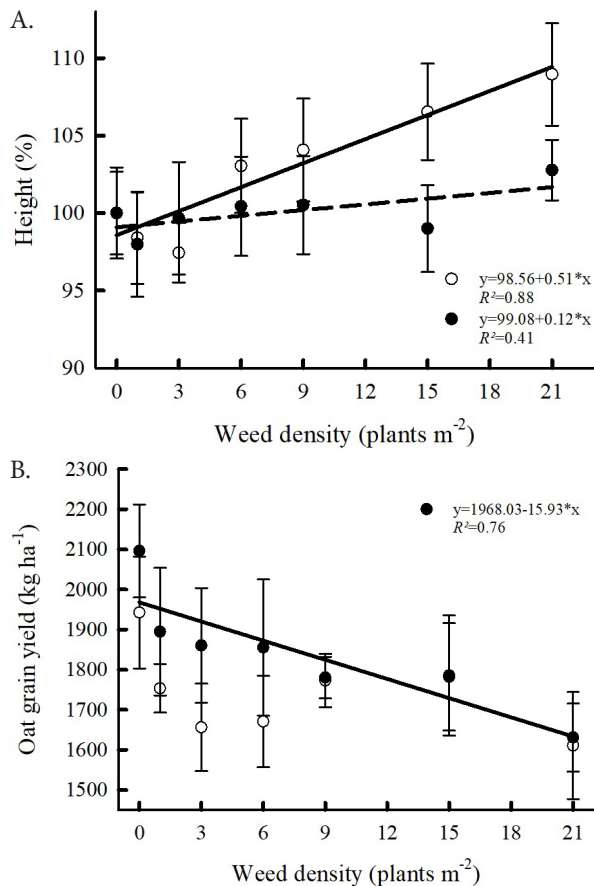 A.
110
105
100
95
90
Height (%)
y=98.56+0.51*x
R²=0.88
y=99.08+0.12*x
R²=0.41
0 3 6 9 12 15 18 21
Weed density (plants m⁻²)
B.
2300
2200
2100
2000
1900
1800
1700
1600
1500
Oat grain yield (kg ha⁻¹)
y=1968.03-15.93*x
R²=0.76
0 3 6 9 12 15 18 21
Weed density (plants m⁻²)